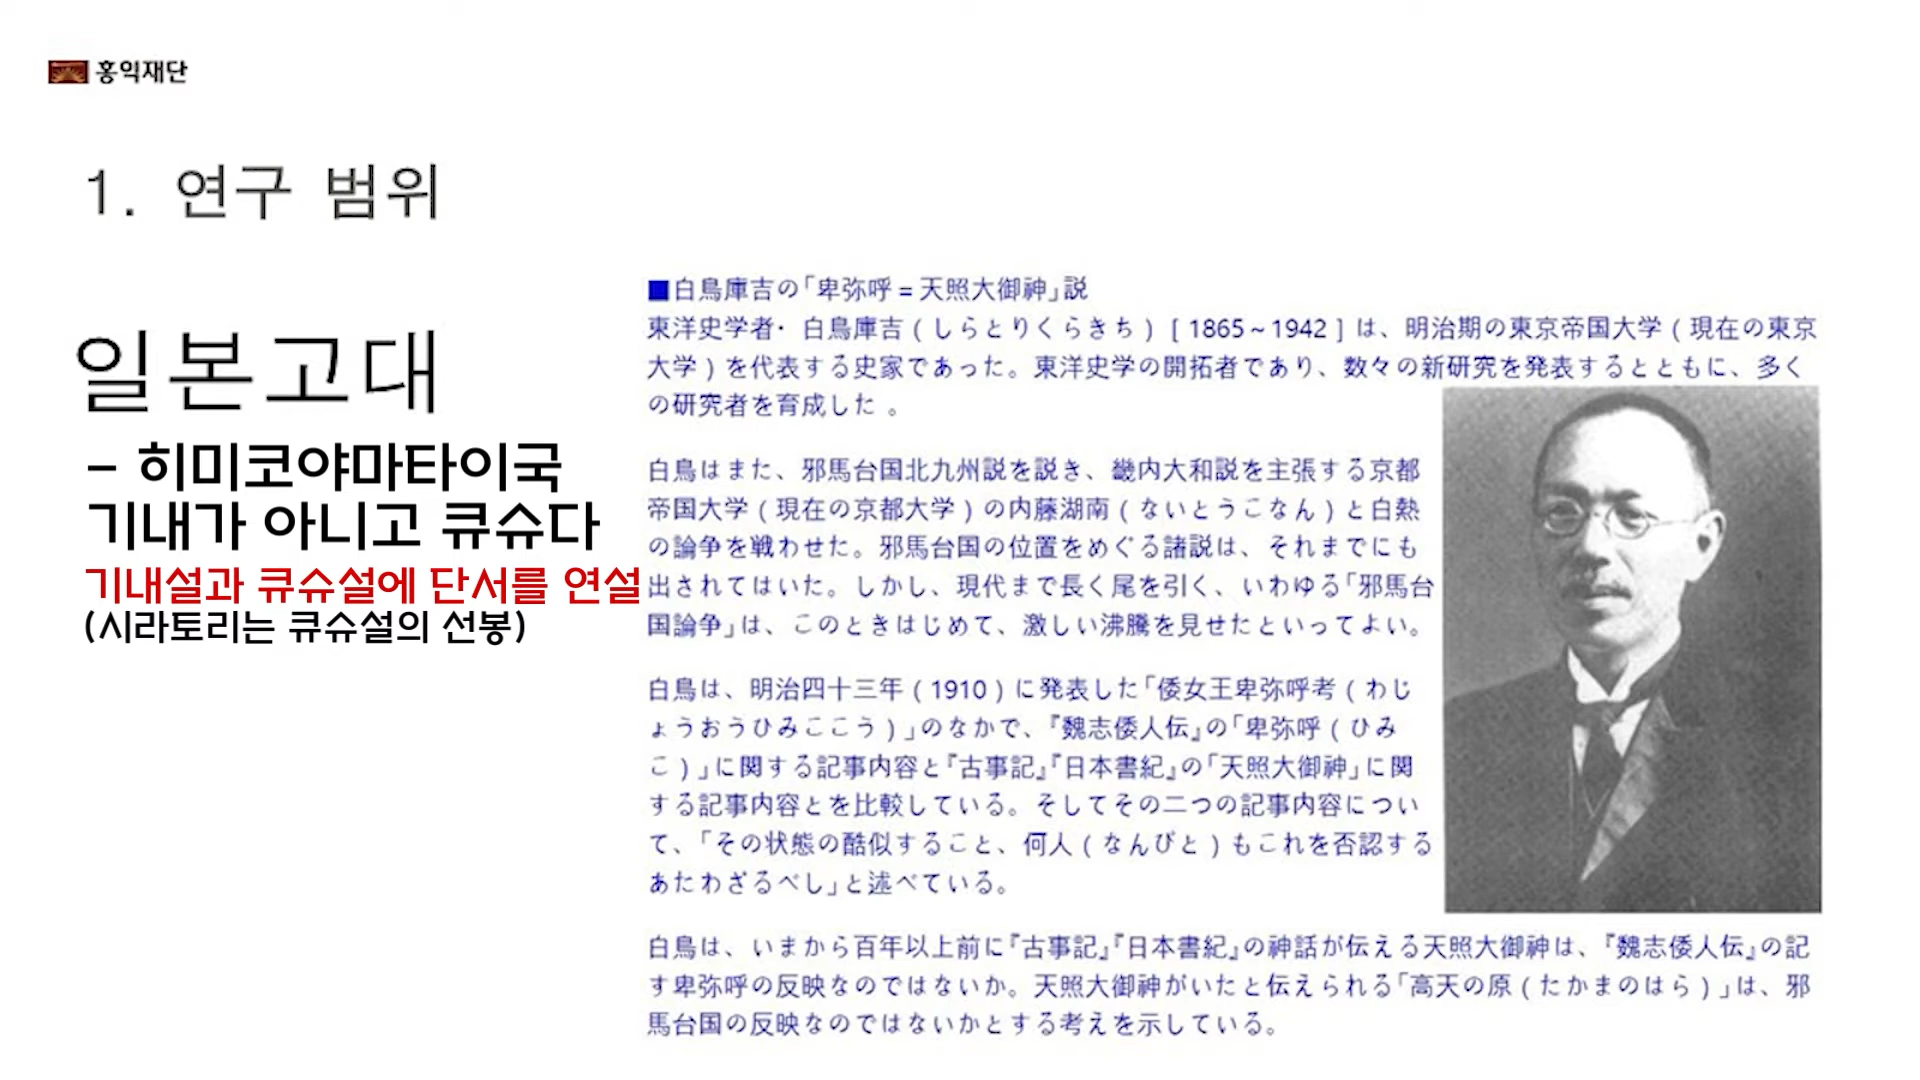 홍익재단
1. 연구 범위
일본고대
- 히미코야마타이국
기내가 아니고 큐슈다
기내설과 큐슈설에 단서를 연설
(시라토리는 큐슈설의 선봉)
■白鳥庫吉の「卑弥呼=天照大御神」説
東洋史学者・白鳥庫吉(しらとりくらきち)[1865~1942]は、明治期の東京帝国大学(現在の東京
大学)を代表する史家であった。東洋史学の開拓者であり、数々の新研究を発表するとともに、多く
の研究者を育成した 。
白鳥はまた、邪馬台国北九州説を説き、畿内大和説を主張する京都
帝国大学(現在の京都大学)の内藤湖南(ないとうこなん)と白熱
の論争を戦わせた。邪馬台国の位置をめぐる諸説は、それまでにも
出されてはいた。しかし、現代まで長く尾を引く、いわゆる「邪馬台
国論争」は、このときはじめて、激しい沸騰を見せたといってよい。
白鳥は、明治四十三年(1910)に発表した「倭女王卑弥呼考(わじ
ょうおうひみここう)」のなかで、『魏志倭人伝』の「卑弥呼(ひみ
こ)」に関する記事内容と『古事記』『日本書紀』の「天照大御神」に関
する記事内容とを比較している。そしてその二つの記事内容につい
て、「その状態の酷似すること、何人(なんぴと)もこれを否認する
あたわざるべし」と述べている。
白鳥は、いまから百年以上前に『古事記』『日本書紀』の神話が伝える天照大御神は、『魏志倭人伝』の記
す卑弥呼の反映なのではないか。天照大御神がいたと伝えられる「高天の原(たかまのはら)」は、邪
馬台国の反映なのではないかとする考えを示している。